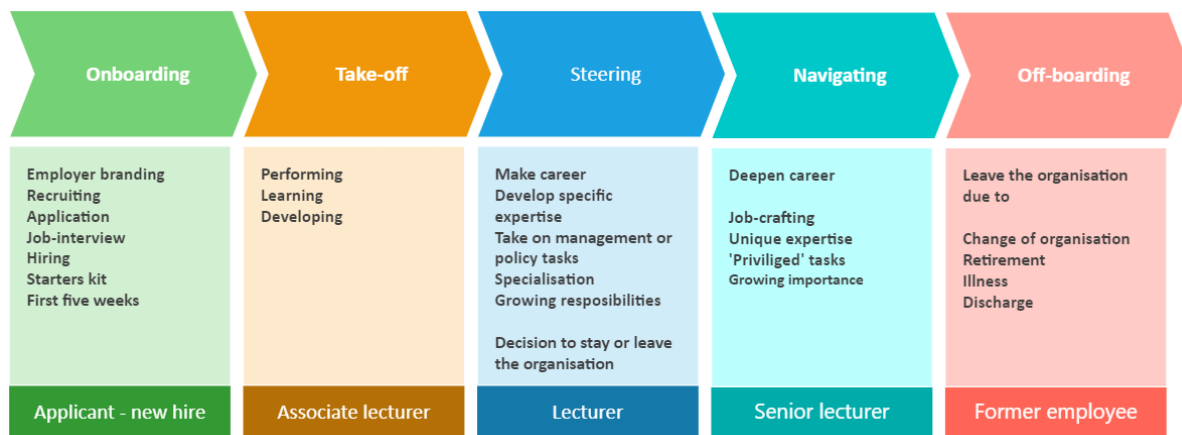 Onboarding
Take-off
Steering
Navigating
Off-boarding
Employer branding
Recruiting
Application
Job-interview
Hiring
Starters kit
First five weeks
Performing
Learning
Developing
Make career
Develop specific
expertise
Take on management or
policy tasks
Specialisation
Growing resposibilities
Decision to stay or leave
the organisation
Deepen career
Job-crafting
Unique expertise
'Priviliged' tasks
Growing importance
Leave the organisation
due to
Change of organisation
Retirement
Illness
Discharge
Applicant - new hire
Associate lecturer
Lecturer
Senior lecturer
Former employee